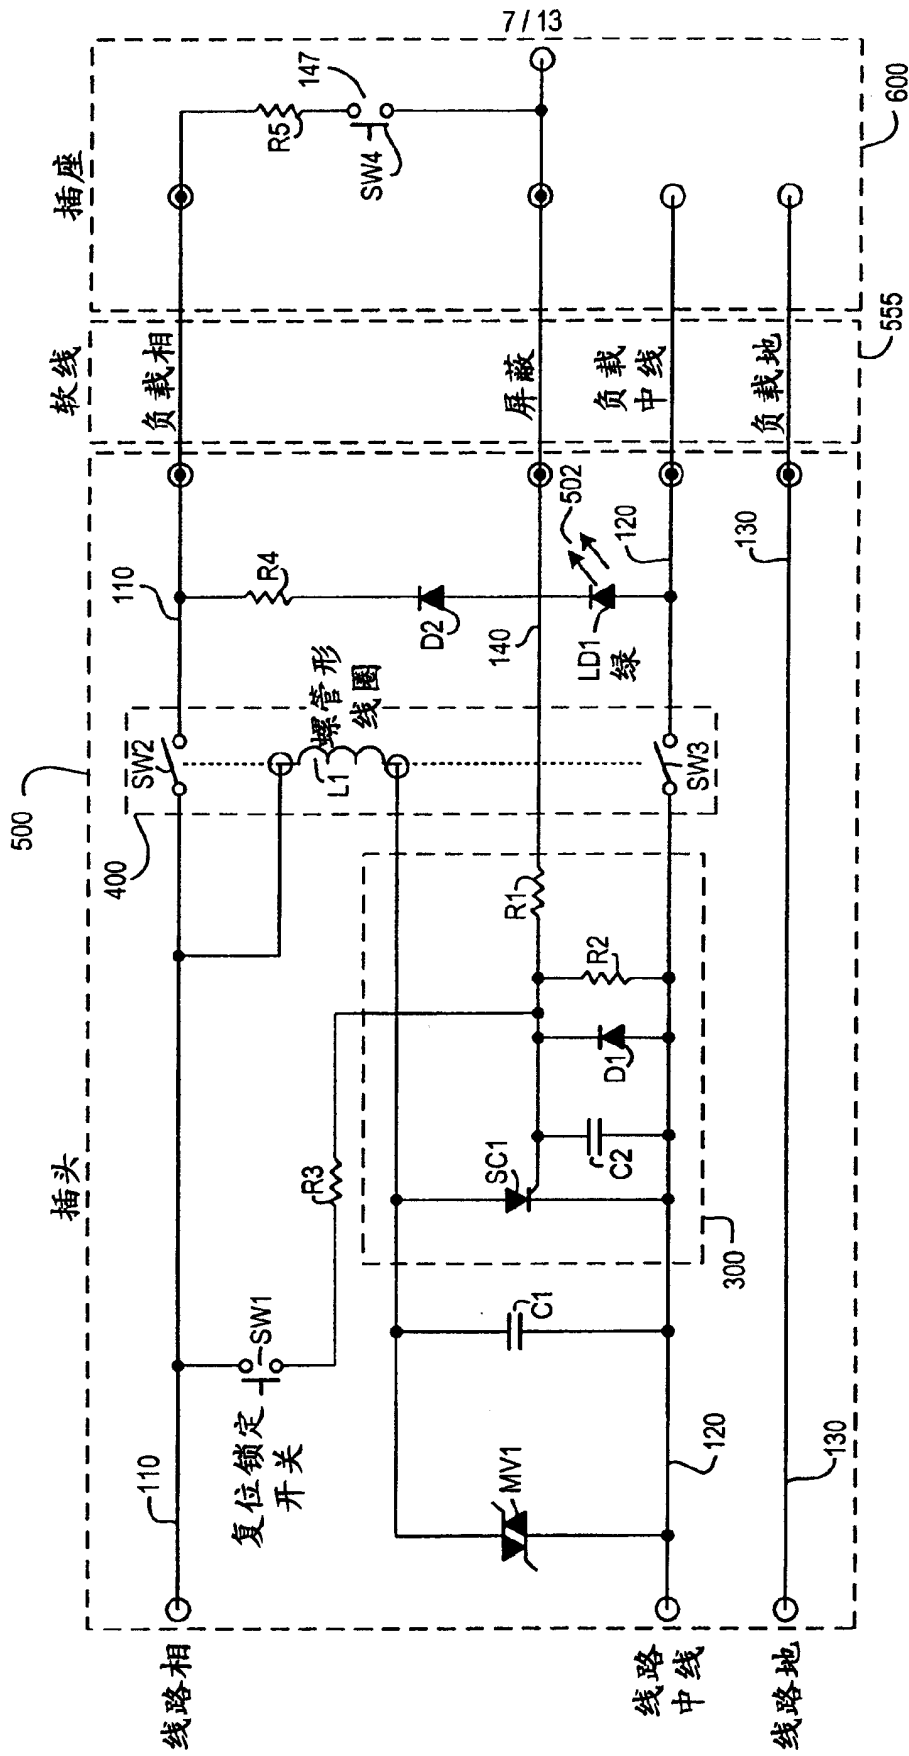 7 / 13
插头
软线
插座
500
400
555
600
线路相
110
SW2
110
负载相
R5
147
SW4
复位锁定
开关
SW1
R3
L1
螺管形
线圈
R4
D2
MV1
C1
SC1
R1
140
屏蔽
C2
D1
R2
300
502
LD1
绿
线路
中线
120
SW3
120
负载
中线
线路地
130
130
负载地